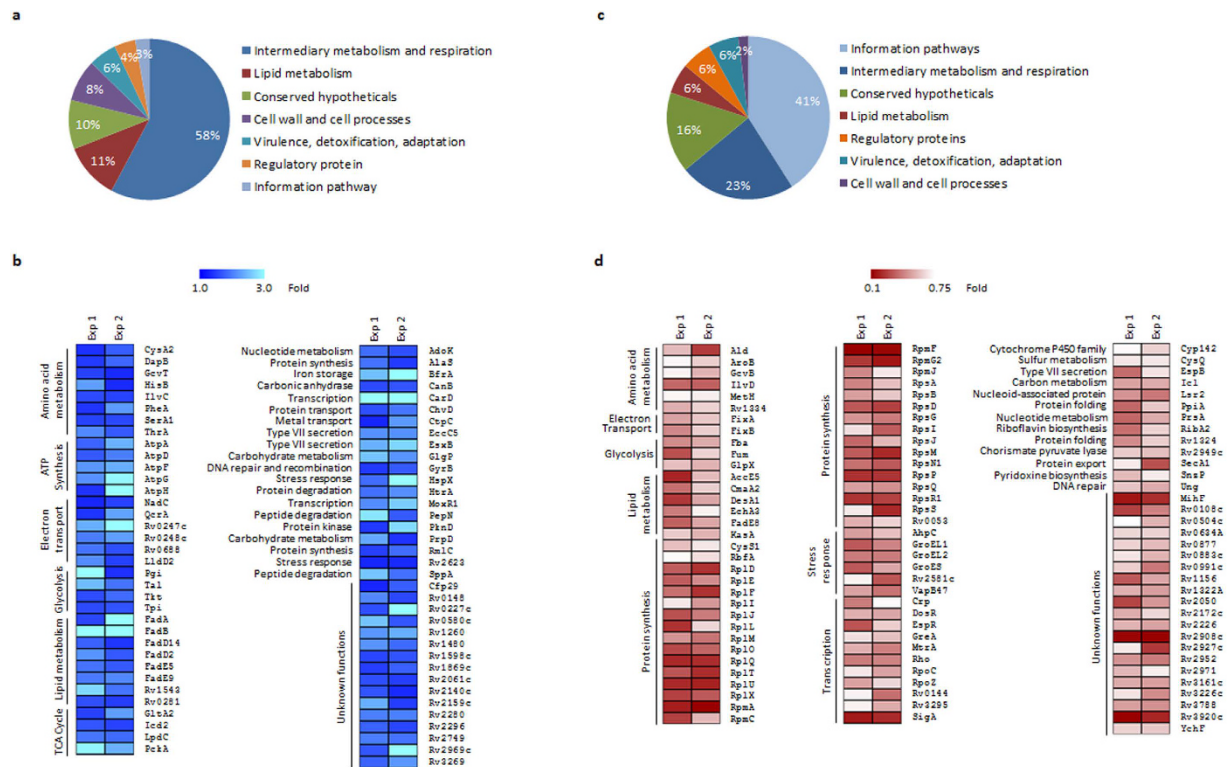 a
3%
4%
6%
8%
10%
11%
58%
Intermediary metabolism and respiration
Lipid metabolism
Conserved hypotheticals
Cell wall and cell processes
Virulence, detoxification, adaptation
Regulatory protein
Information pathway
c
2%
6%
6%
6%
16%
23%
41%
Information pathways
Intermediary metabolism and respiration
Conserved hypotheticals
Lipid metabolism
Regulatory proteins
Virulence, detoxification, adaptation
Cell wall and cell processes
b
1.0 3.0 Fold
Exp 1 Exp 2
Amino acid metabolism
CysA2
DapB
GcvT
HisB
IlvC
PheA
SerA1
ThrA
ATP Synthesis
AtpA
AtpD
AtpF
AtpG
AtpH
Electron transport
NadC
QcrA
Rv0247c
Rv0248c
Rv0688
LldD2
Glycolysis
Pgi
Tal
Tkt
Tpi
Lipid metabolism
FadA
FadB
FadD14
FadD2
FadE5
FadE9
Rv1543
Rv0281
TCA Cycle
GltA2
Icd2
LpdC
PckA
Exp 1 Exp 2
Nucleotide metabolism AdoK
Protein synthesis AlaS
Iron storage BfrA
Carbonic anhydrase CanB
Transcription CarD
Protein transport ChvD
Metal transport CtpC
Type VII secretion EccC5
Type VII secretion EsxB
Carbohydrate metabolism GlgP
DNA repair and recombination GyrB
Stress response HspX
Protein degradation HtrA
Transcription MoxR1
Peptide degradation PepN
Protein kinase PknD
Carbohydrate metabolism PrpD
Protein synthesis RmlC
Stress response Rv2623
Peptide degradation SppA
Unknown functions
Cfp29
Rv0148
Rv0227c
Rv0580c
Rv1260
Rv1480
Rv1598c
Rv1869c
Rv2061c
Rv2140c
Rv2159c
Rv2280
Rv2296
Rv2749
Rv2969c
Rv3269
d
0.1 0.75 Fold
Exp 1 Exp 2
Amino acid metabolism
Ald
AroB
GcvB
IlvD
MetH
Rv1334
Electron Transport
FixA
FixB
Glycolysis
Fba
Fum
GlpX
Lipid metabolism
AccE5
CmaA2
DesA1
EchA3
FadE8
KasA
Protein synthesis
CysS1
RbfA
RplD
RplE
RplF
RplI
RplJ
RplL
RplM
RplO
RplQ
RplT
RplU
RplX
RpmA
RpmC
Exp 1 Exp 2
Protein synthesis
RpmF
RpmG2
RpmJ
RpsA
RpsB
RpsD
RpsG
RpsI
RpsJ
RpsM
RpsN1
RpsP
RpsQ
RpsR1
RpsS
Rv0053
Stress response
AhpC
GroEL1
GroEL2
GroES
Rv2581c
VapB47
Transcription
Crp
DosR
EspR
GreA
MtrA
Rho
RpoC
RpoZ
Rv0144
Rv3295
SigA
Exp 1 Exp 2
Cytochrome P450 family Cyp142
Sulfur metabolism CysQ
Type VII secretion EspB
Carbon metabolism Icl
Nucleoid-associated protein Lsr2
Protein folding PpiA
Nucleotide metabolism PrsA
Riboflavin biosynthesis RibA2
Protein folding Rv1324
Chorismate pyruvate lyase Rv2949c
Protein export SecA1
Pyridoxine biosynthesis SnsP
DNA repair Ung
Unknown functions
MihF
Rv0108c
Rv0504c
Rv0634A
Rv0877
Rv0883c
Rv0991c
Rv1156
Rv1322A
Rv2050
Rv2172c
Rv2226
Rv2908c
Rv2927c
Rv2952
Rv2971
Rv3161c
Rv3226c
Rv3788
Rv3920c
YchF